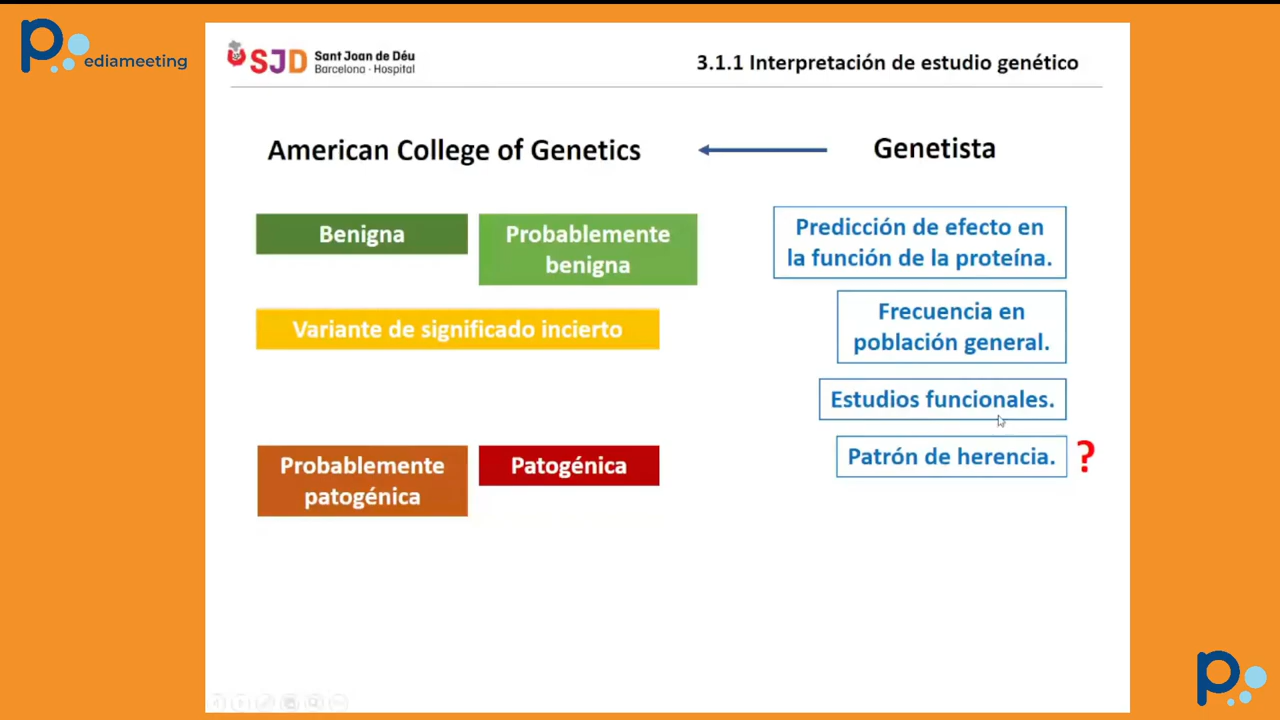 Pediameeting
SJD Sant Joan de Déu
Barcelona · Hospital
3.1.1 Interpretación de estudio genético
American College of Genetics
Genetista
Benigna
Probablemente
benigna
Variante de significado incierto
Probablemente
patogénica
Patogénica
Predicción de efecto en
la función de la proteína.
Frecuencia en
población general.
Estudios funcionales.
Patrón de herencia.
?
P